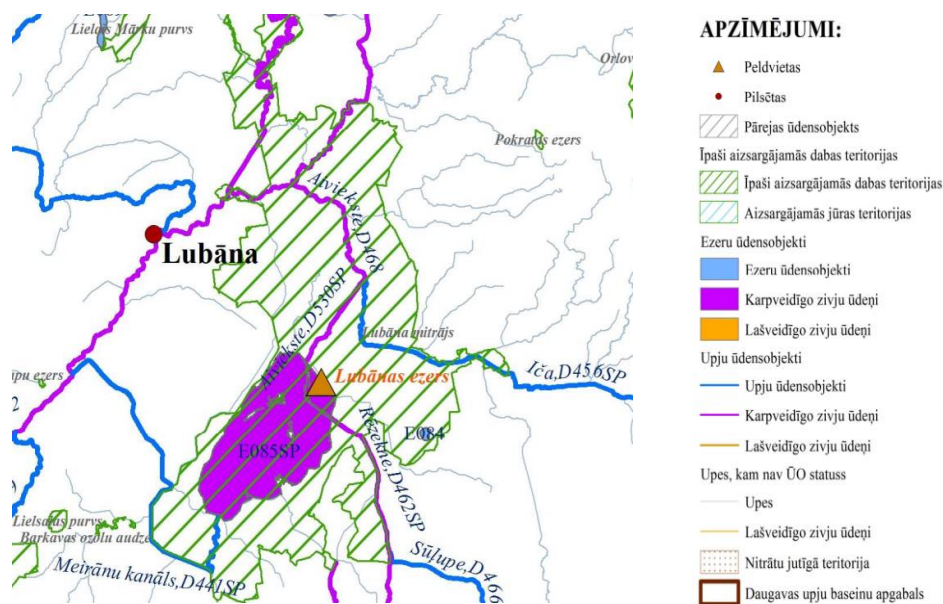 Lielais Mārku purvs
Orlov
Pokratas ezers
Aiviekste,D468
Lubāna
Aiviekste,D530SP
Lubāna mitrājs
Lubānas ezers
Iča,D456SP
pu ezers
2
Rēzekne,D462SP
E084
E085SP
Lielsalas purvs
Barkavas ozolu audze
Meirānu kanāls,D441SP
Sūlupe,D466
APZĪMĒJUMI:
Peldvietas
Pilsētas
Pārejas ūdensobjekts
Īpaši aizsargājamās dabas teritorijas
Īpaši aizsargājamās dabas teritorijas
Aizsargājamās jūras teritorijas
Ezeru ūdensobjekti
Ezeru ūdensobjekti
Karpveidīgo zivju ūdeņi
Lašveidīgo zivju ūdeņi
Upju ūdensobjekti
Upju ūdensobjekti
Karpveidīgo zivju ūdeņi
Lašveidīgo zivju ūdeņi
Upes, kam nav ŪO statuss
Upes
Lašveidīgo zivju ūdeņi
Nitrātu jutīgā teritorija
Daugavas upju baseinu apgabals